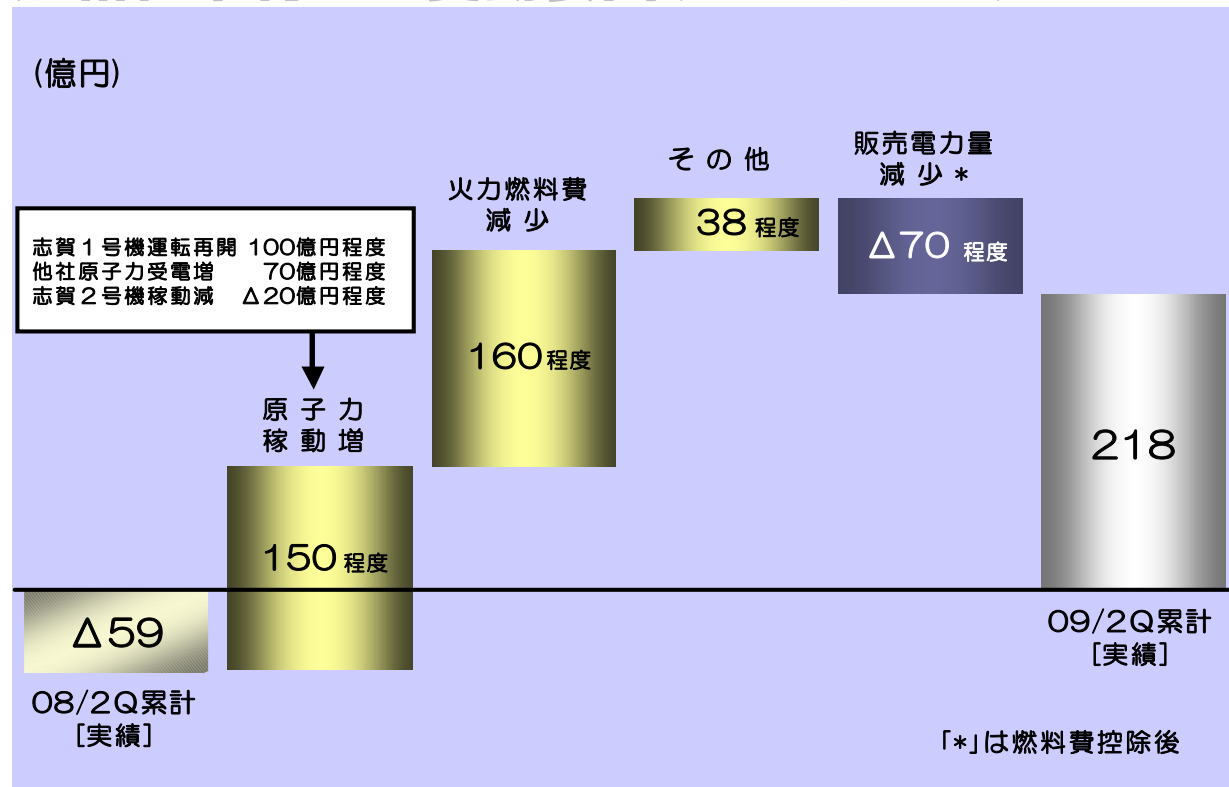 (億円)
志賀1号機運転再開 100億円程度
他社原子力受電増 70億円程度
志賀2号機稼動減 Δ20億円程度
原子力
稼動増
150程度
火力燃料費
減少
160程度
その他
38程度
販売電力量
減少*
Δ70程度
218
Δ59
08/2Q累計
[実績]
09/2Q累計
[実績]
「*」は燃料費控除後